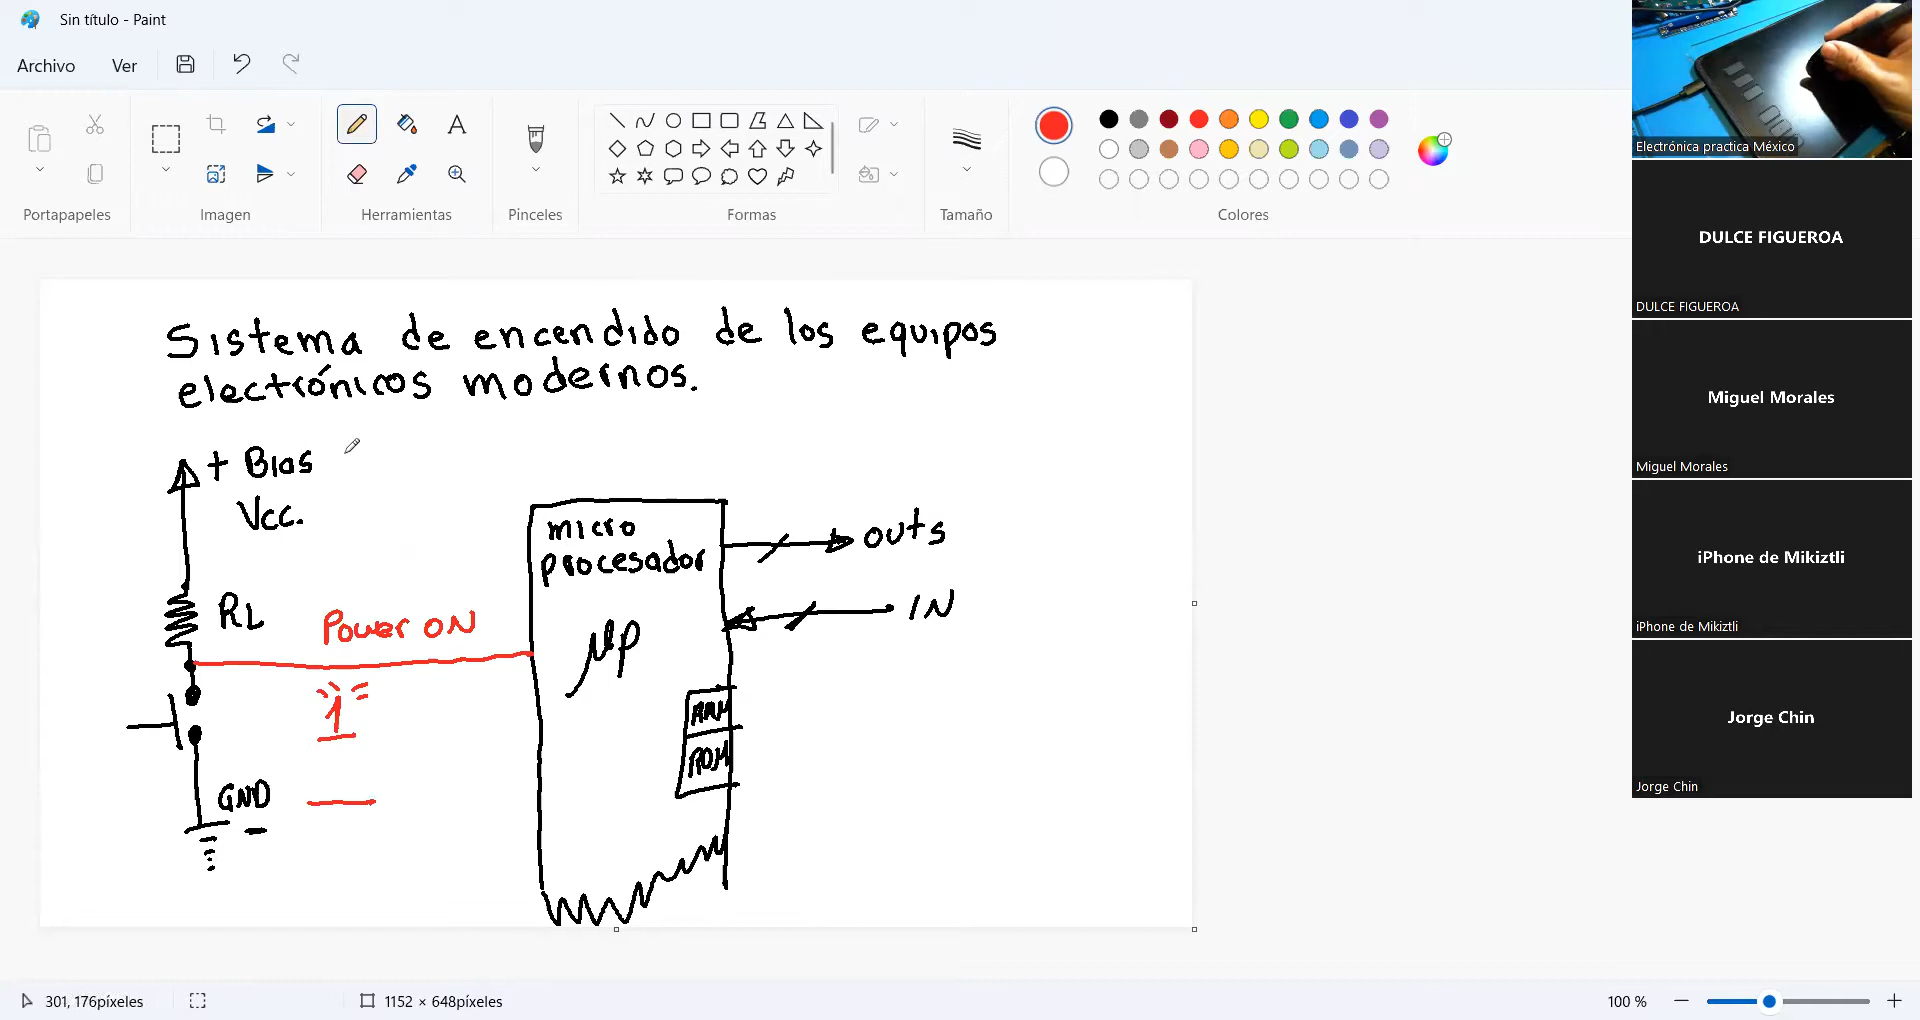 Sin título - Paint
Archivo
Ver
Portapapeles
Imagen
Herramientas
Pinceles
Formas
Tamaño
Colores
Sistema de encendido de los equipos
electrónicos modernos.
+ Bias
Vcc.
RL
Power ON
1
GND
micro
procesador
μP
OUTS
IN
RAM
ROM
Electrónica practica México
DULCE FIGUEROA
DULCE FIGUEROA
Miguel Morales
Miguel Morales
iPhone de Mikiztli
iPhone de Mikiztli
Jorge Chin
Jorge Chin
301, 176píxeles
1152 × 648píxeles
100 %